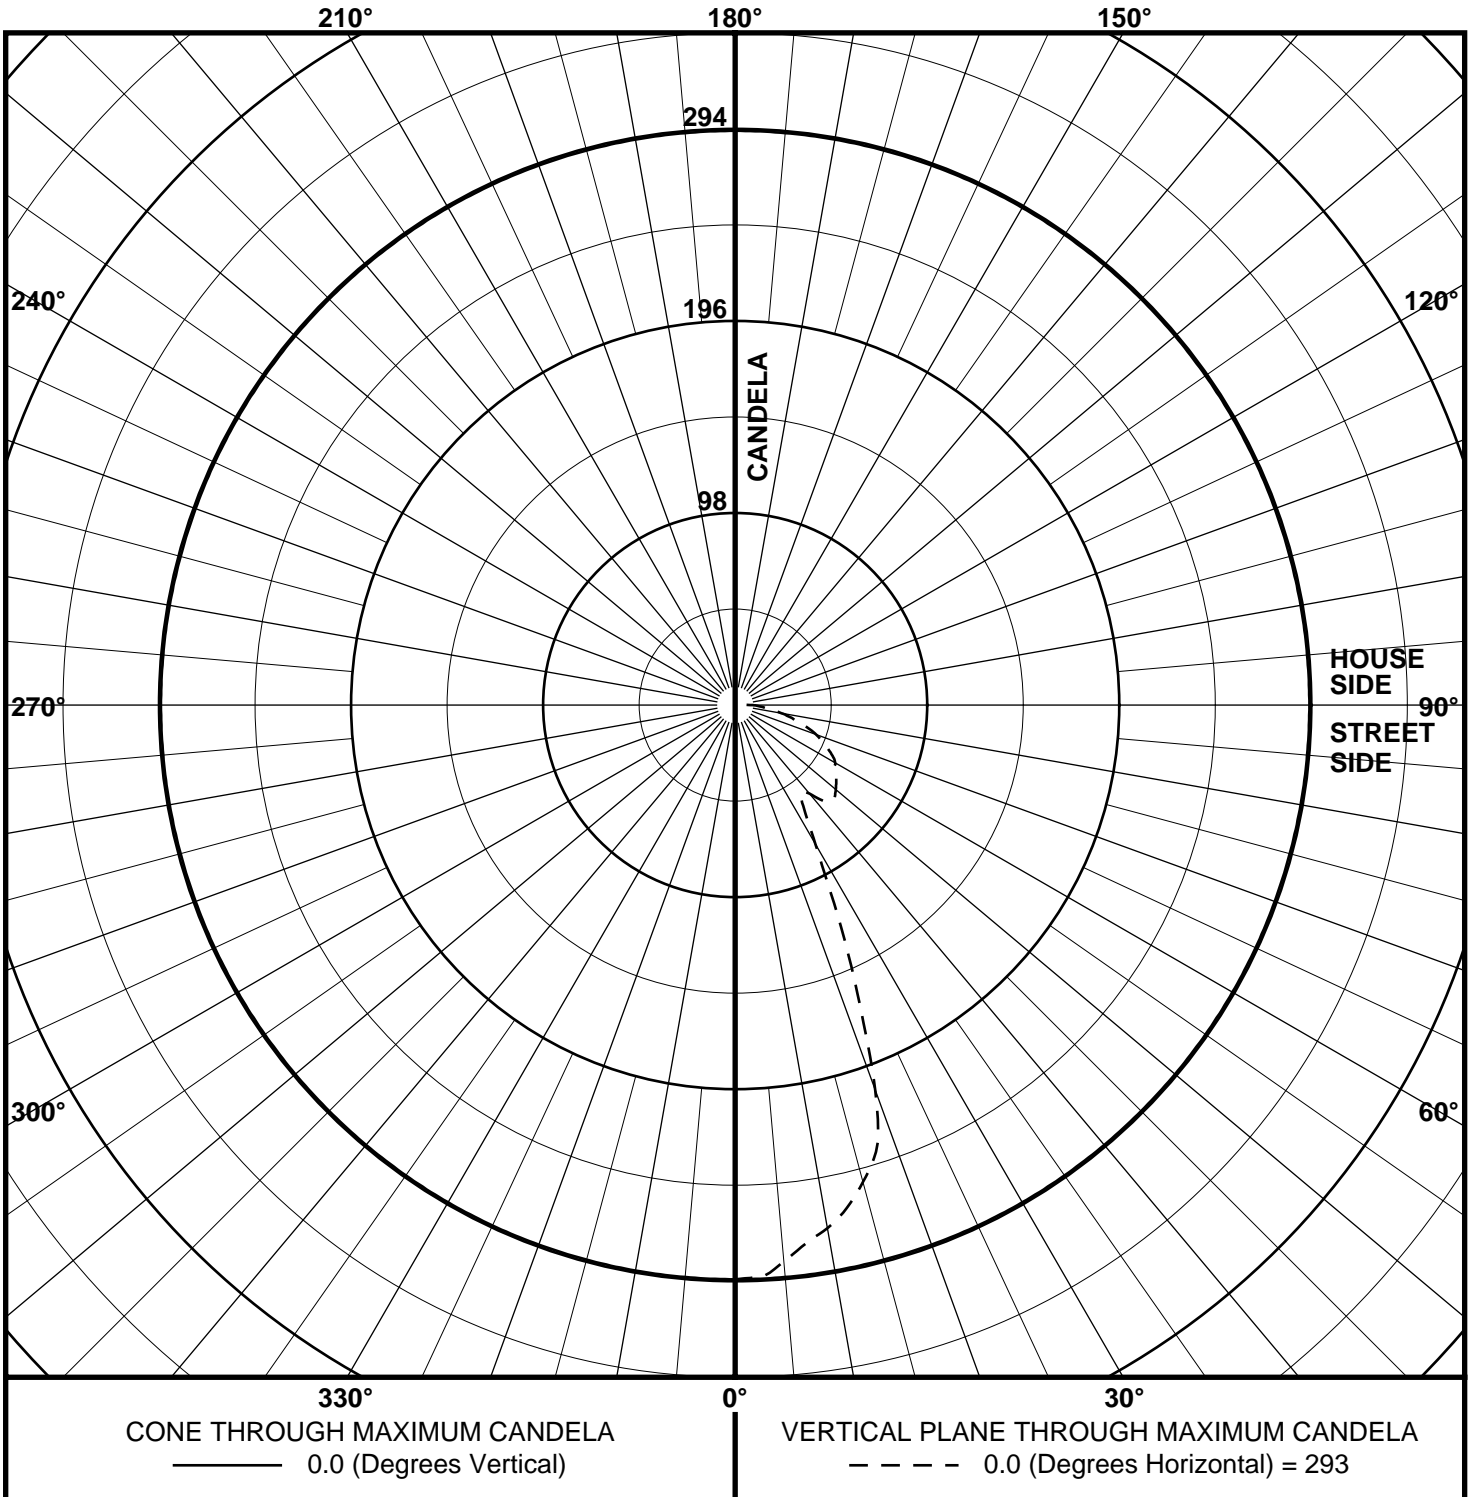 210°
180°
150°
294
240°
120°
196
CANDELA
98
HOUSE
SIDE
270°
90°
STREET
SIDE
300°
60°
330°
0°
30°
CONE THROUGH MAXIMUM CANDELA
0.0 (Degrees Vertical)
VERTICAL PLANE THROUGH MAXIMUM CANDELA
0.0 (Degrees Horizontal) = 293